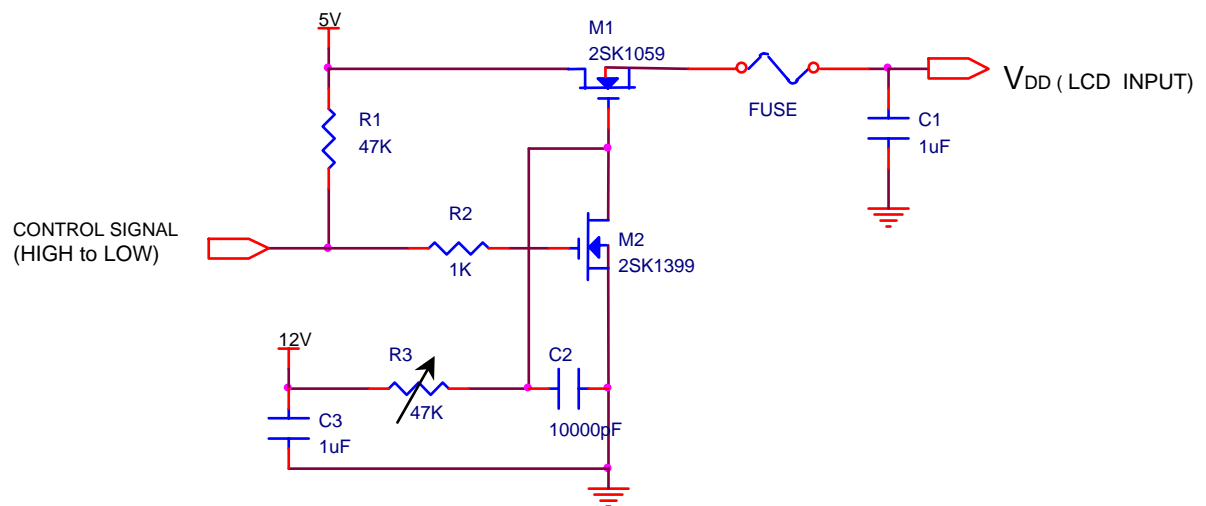 5V
M1
2SK1059
FUSE
VDD ( LCD INPUT)
R1
47K
C1
1uF
CONTROL SIGNAL
(HIGH to LOW)
R2
1K
M2
2SK1399
12V
R3
47K
C2
10000pF
C3
1uF